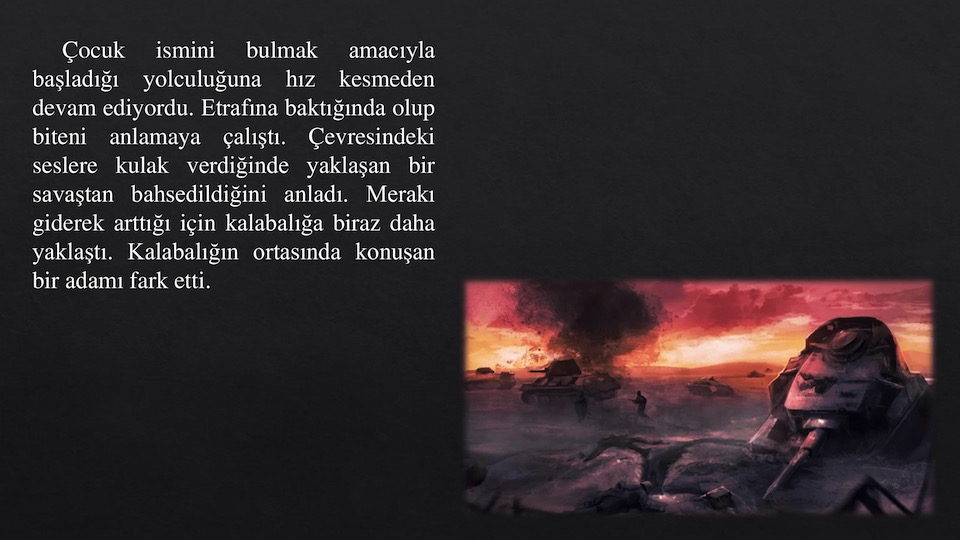 Çocuk ismini bulmak amacıyla
başladığı yolculuğuna hız kesmeden
devam ediyordu. Etrafına baktığında olup
biteni anlamaya çalıştı. Çevresindeki
seslere kulak verdiğinde yaklaşan bir
savaştan bahsedildiğini anladı. Merakı
giderek arttığı için kalabalığa biraz daha
yaklaştı. Kalabalığın ortasında konuşan
bir adamı fark etti.